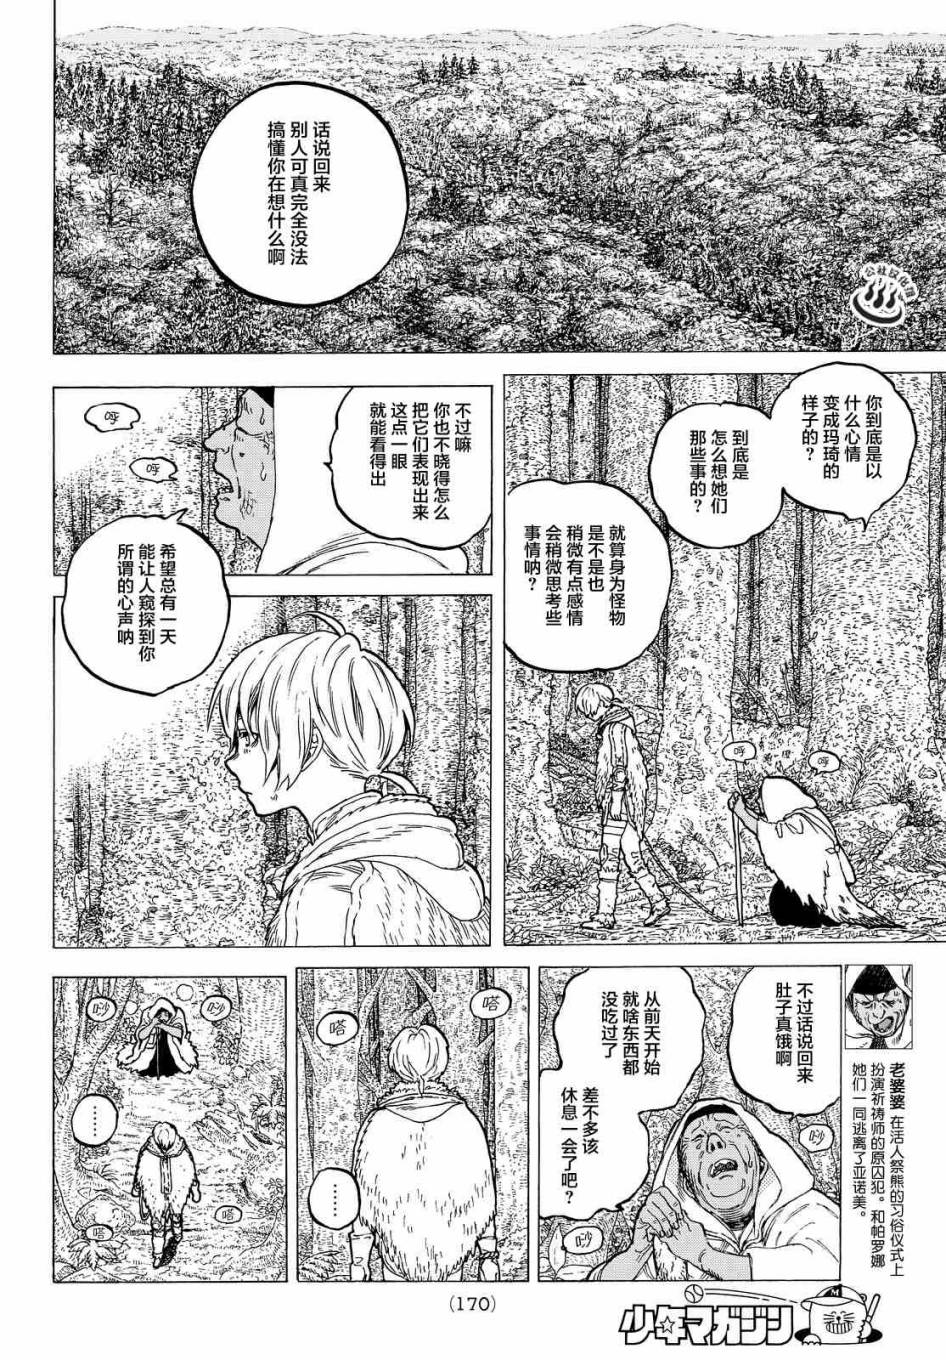 话说回来
别人可真完全没法
搞懂你在想什么啊
你到底是以
什么心情
变成玛琦的
样子的？
到底是
怎么想她们
那些事的？
就算身为怪物
是不是也
稍微有点感情
会稍微思考些
事情呐？
呼
呼
不过嘛
你也不晓得怎么
把它们表现出来
这点一眼
就能看得出
呼
呼
希望总有一天
能让人窥探到你
所谓的心声呐
老婆婆 在活人祭熊的习俗仪式上
扮演祈祷师的原囚犯。和帕罗娜
她们一同逃离了亚诺美。
不过话说回来
肚子真饿啊
从前天开始
就啥东西都
没吃过了
差不多该
休息一会了吧？
吵
嗒
嗒
……
吵
吵
……
嗒
嗒
(170)
少年マガジン
M